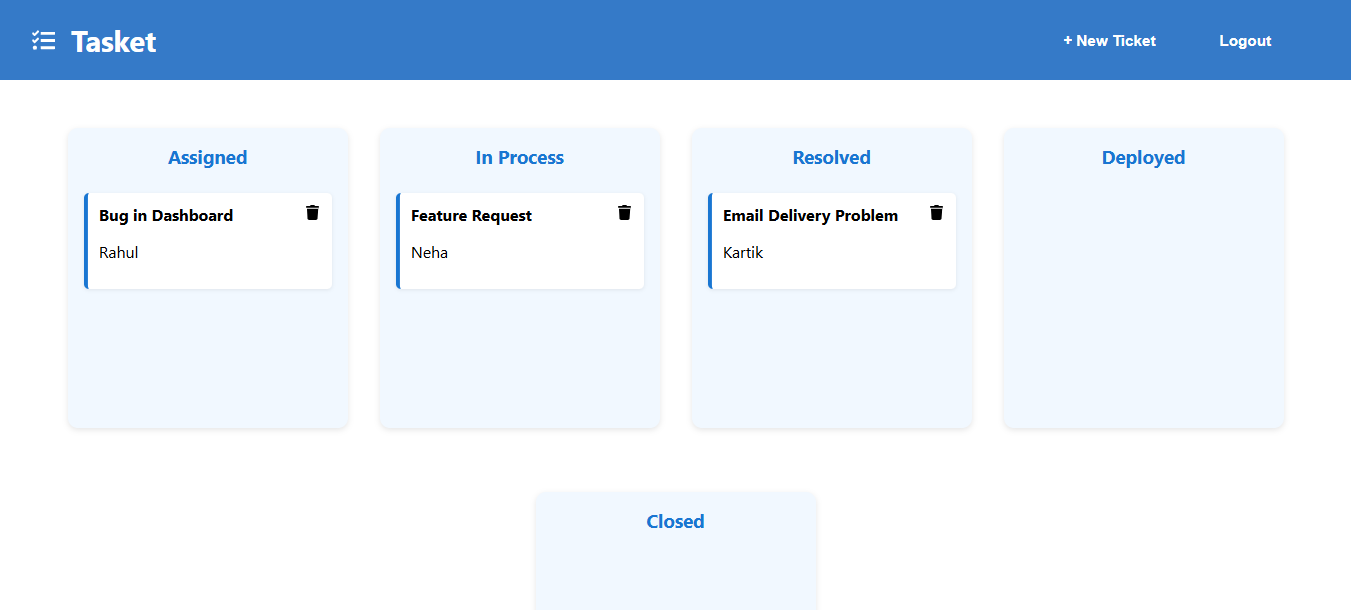 Tasket
+ New Ticket
Logout
Assigned
Bug in Dashboard
Rahul
In Process
Feature Request
Neha
Resolved
Email Delivery Problem
Kartik
Deployed
Closed